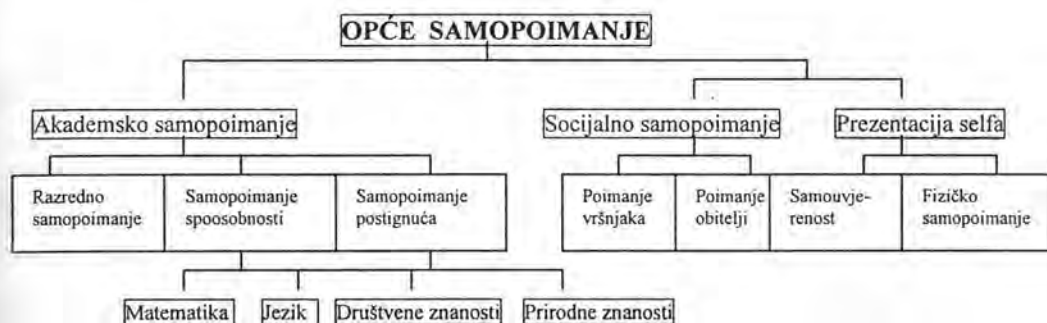 OPĆE SAMOPOIMANJE
Akademsko samopoimanje
Socijalno samopoimanje
Prezentacija selfa
Razredno
samopoimanje
Samopoimanje
spoosobnosti
Samopoimanje
postignuća
Poimanje
vršnjaka
Poimanje
obitelji
Samouvje-
renost
Fizičko
samopoimanje
Matematika
Jezik
Društvene znanosti
Prirodne znanosti